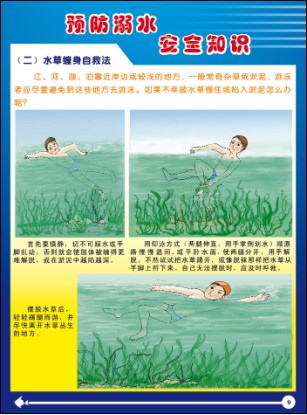 预防溺水
安全知识
（二）水草缠身自救法
江、河、湖、泊靠近岸边或较浅的地方，一般常有杂草或淤泥，游泳
者应尽量避免到这些地方去游泳。如果不幸被水草缠住或陷入淤泥怎么办
呢？
首先要镇静，切不可踩水或手
脚乱动，否则就会使肢体被缠得更
难解脱，或在淤泥中越陷越深。
用仰泳方式（两腿伸直、用手掌倒划水）顺原
路慢慢退回。或平卧水面，使两腿分开，用手解
脱。不然试试把水草踢开，或像脱袜那样把水草从
手脚上捋下来。自己无法摆脱时，应及时呼救。
摆脱水草后，
轻轻踢腿而游，并
尽快离开水草丛生
的地方。
9